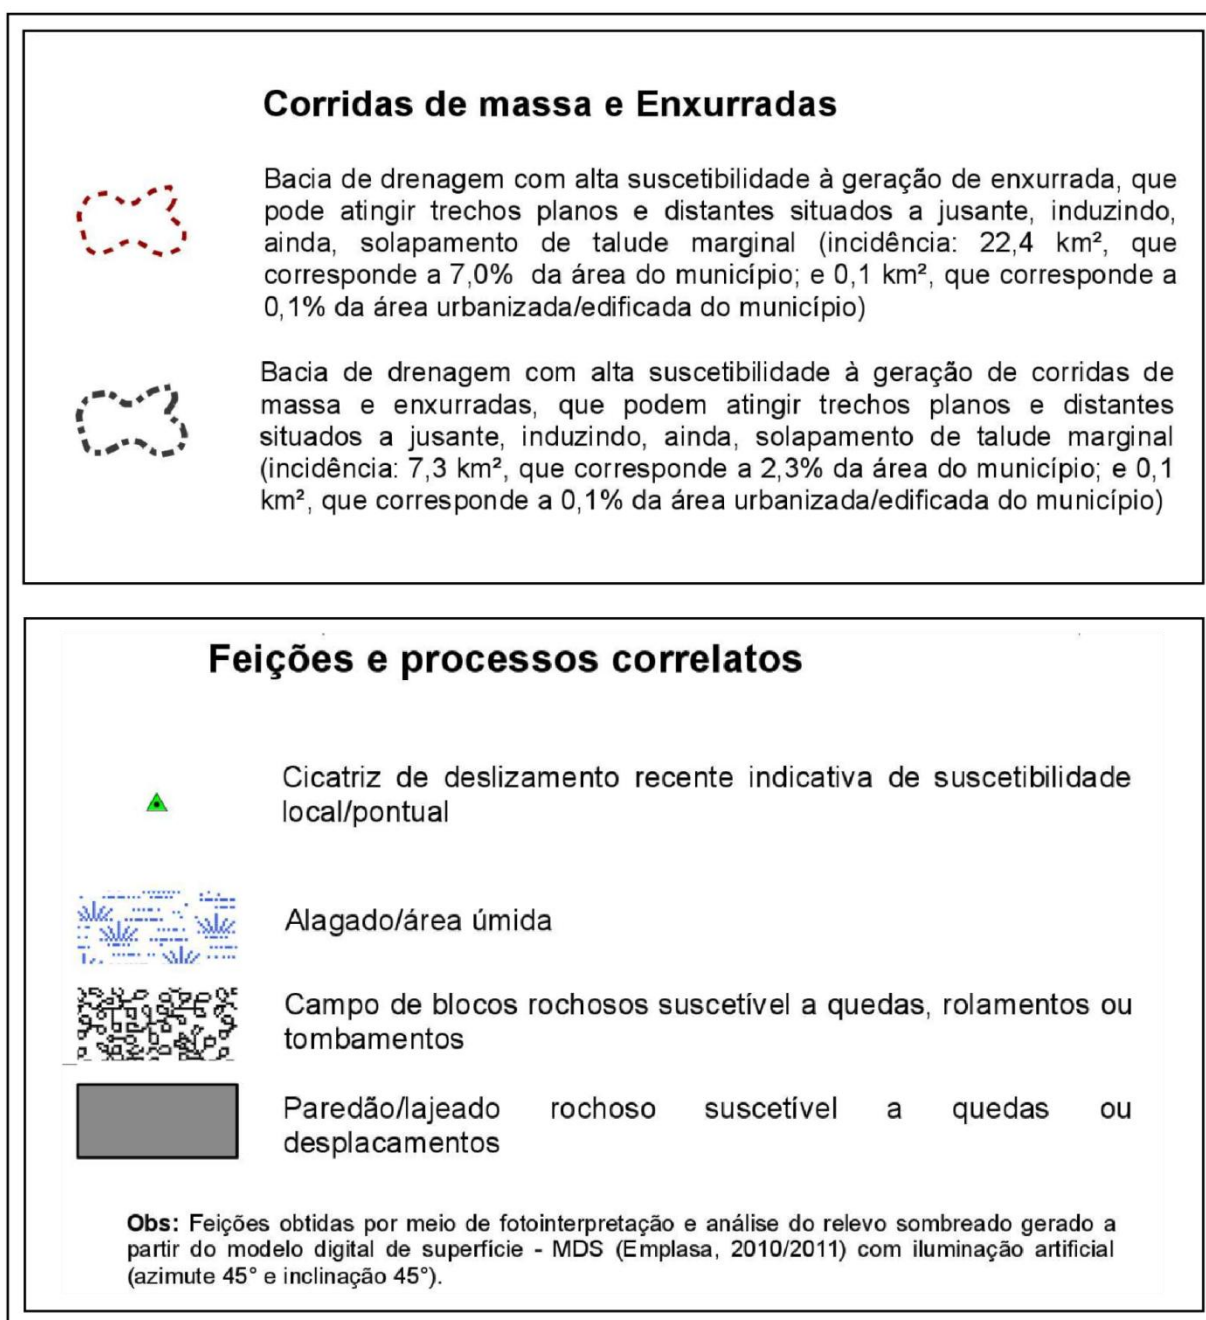 Corridas de massa e Enxurradas
Bacia de drenagem com alta suscetibilidade à geração de enxurrada, que
pode atingir trechos planos e distantes situados a jusante, induzindo,
ainda, solapamento de talude marginal (incidência: 22,4 km², que
corresponde a 7,0% da área do município; e 0,1 km², que corresponde a
0,1% da área urbanizada/edificada do município)
Bacia de drenagem com alta suscetibilidade à geração de corridas de
massa e enxurradas, que podem atingir trechos planos e distantes
situados a jusante, induzindo, ainda, solapamento de talude marginal
(incidência: 7,3 km², que corresponde a 2,3% da área do município; e 0,1
km², que corresponde a 0,1% da área urbanizada/edificada do município)
Feições e processos correlatos
Cicatriz de deslizamento recente indicativa de suscetibilidade
local/pontual
Alagado/área úmida
Campo de blocos rochosos suscetível a quedas, rolamentos ou
tombamentos
Paredão/lajeado rochoso suscetível a quedas ou
desplacamentos
Obs: Feições obtidas por meio de fotointerpretação e análise do relevo sombreado gerado a
partir do modelo digital de superfície - MDS (Emplasa, 2010/2011) com iluminação artificial
(azimute 45° e inclinação 45°).